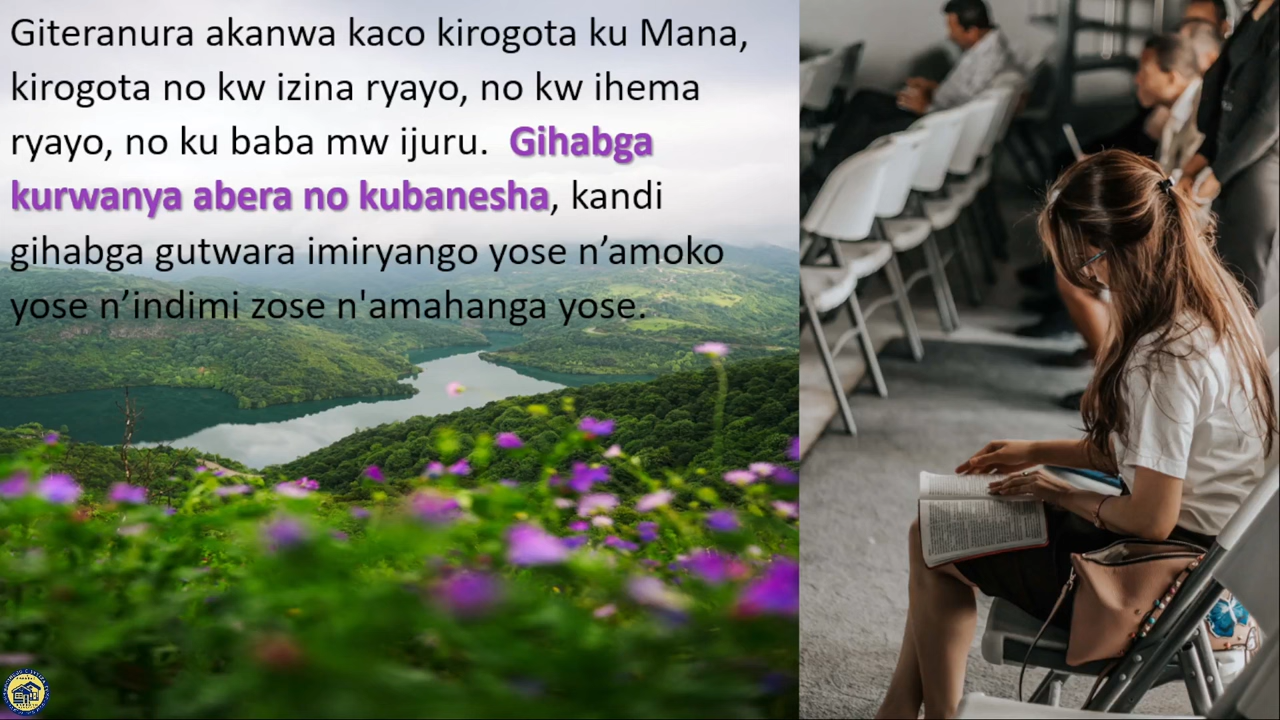 Giteranura akanwa kaco kirogota ku Mana,
kirogota no kw izina ryayo, no kw ihema
ryayo, no ku baba mw ijuru. Gihabga
kurwanya abera no kubanesha, kandi
gihabga gutwara imiryango yose n’amoko
yose n’indimi zose n'amahanga yose.